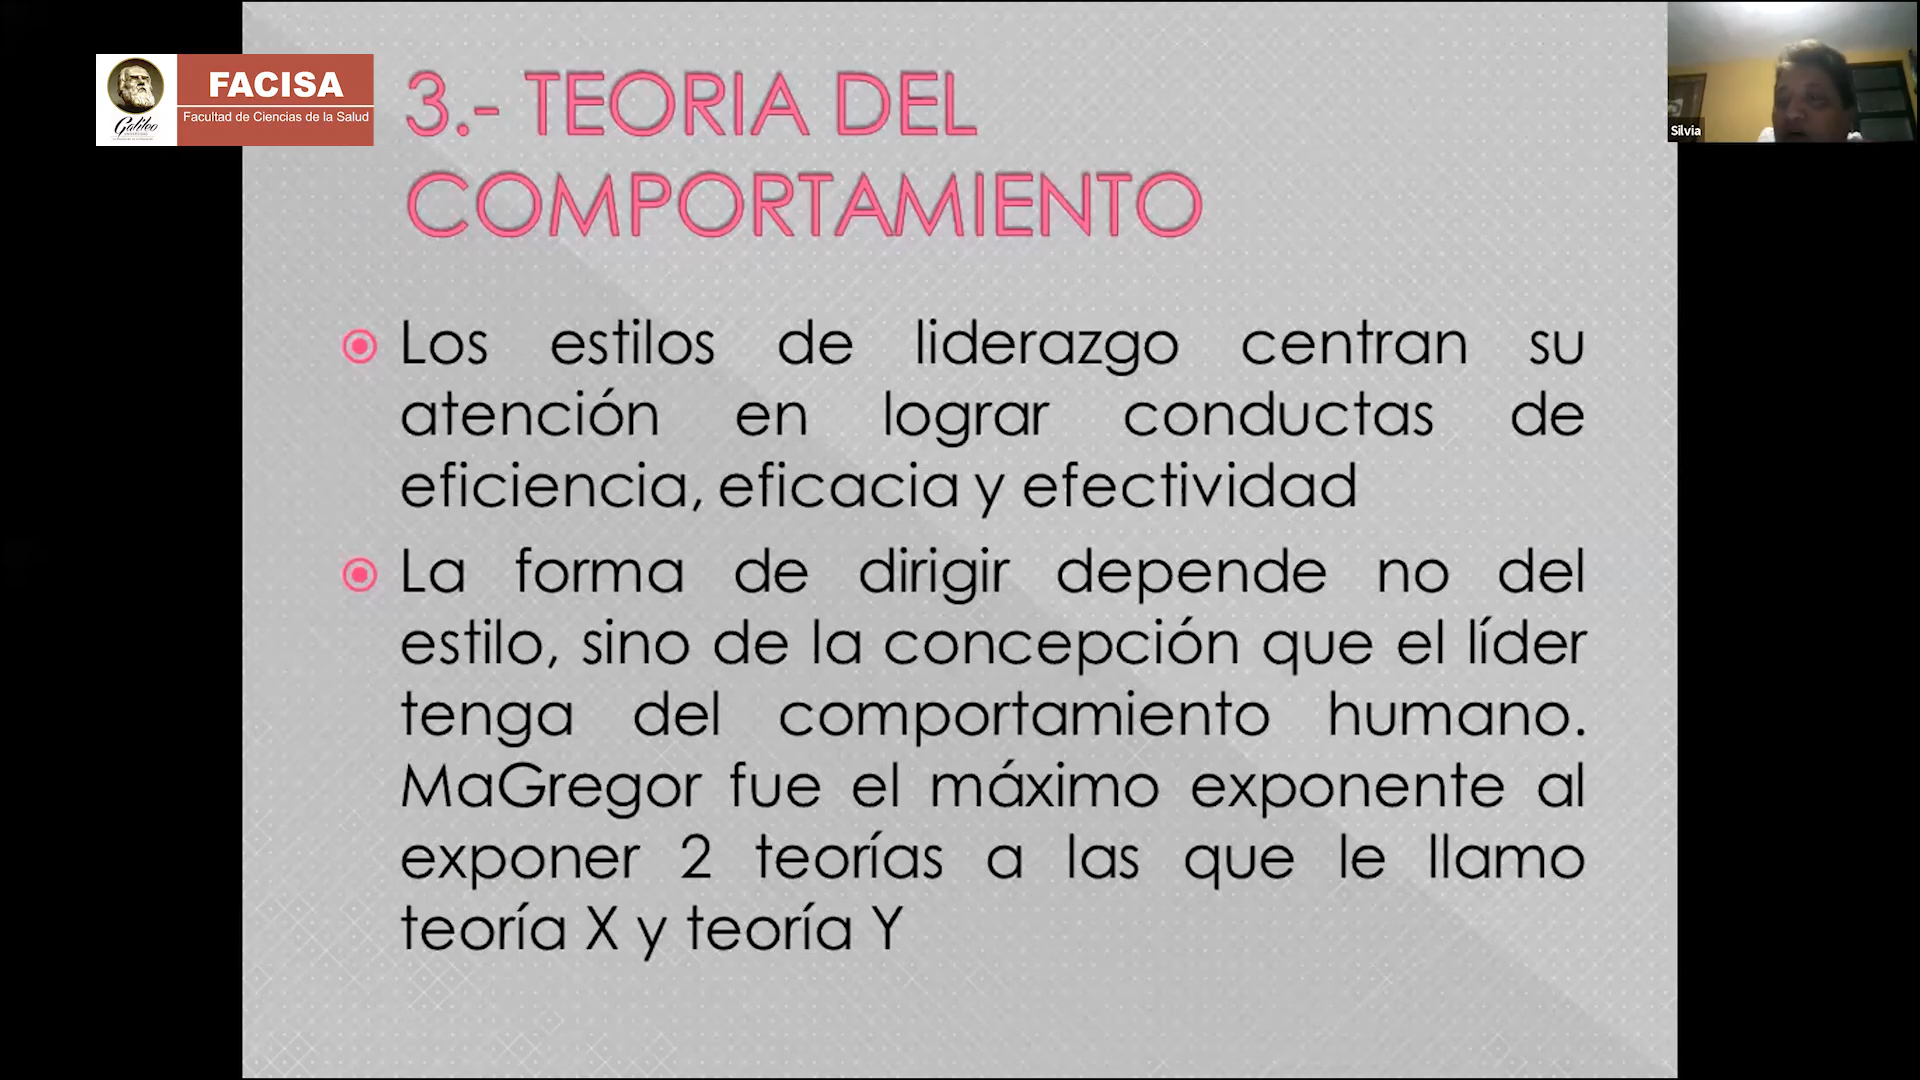 FACISA
Facultad de Ciencias de la Salud
Galileo
3.- TEORIA DEL
COMPORTAMIENTO
Silvia
Los estilos de liderazgo centran su
atención en lograr conductas de
eficiencia, eficacia y efectividad
La forma de dirigir depende no del
estilo, sino de la concepción que el líder
tenga del comportamiento humano.
MaGregor fue el máximo exponente al
exponer 2 teorías a las que le llamo
teoría X y teoría Y